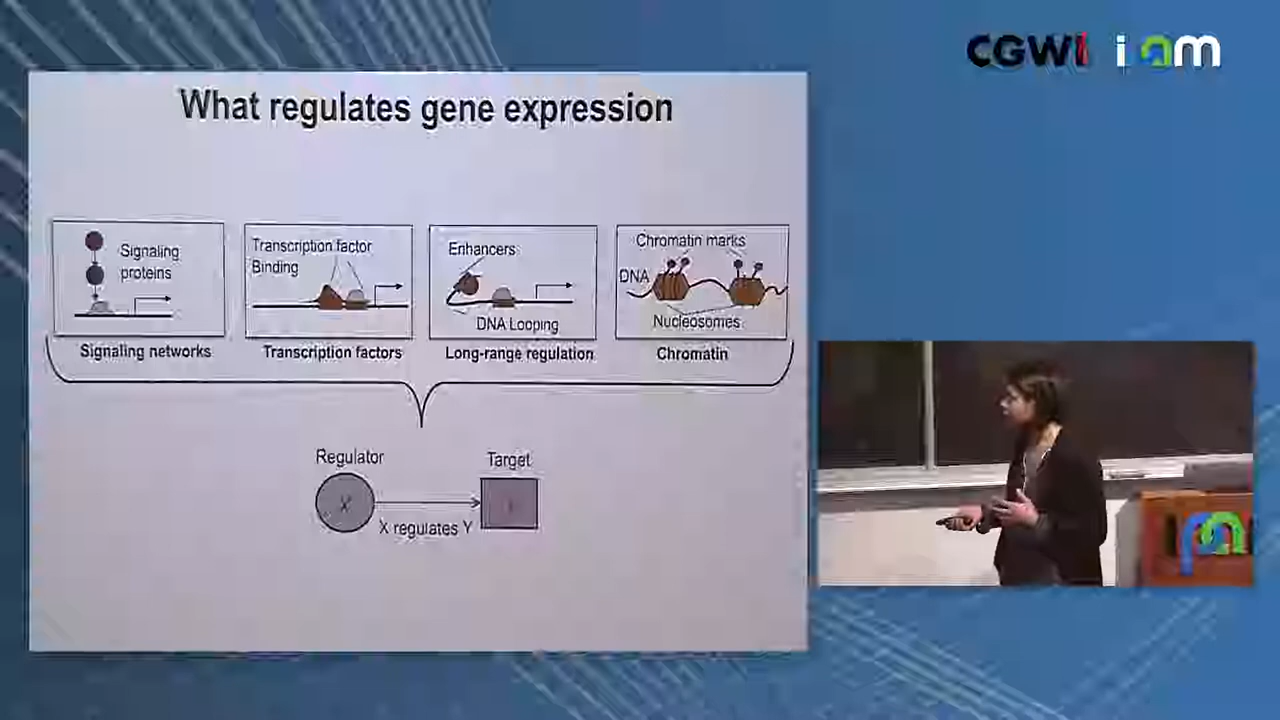 CGWI ipam
What regulates gene expression
Signaling
proteins
Signaling networks
Transcription factor
Binding
Transcription factors
Enhancers
DNA Looping
Long-range regulation
Chromatin marks
DNA
Nucleosomes
Chromatin
Regulator
X
Target
X regulates Y